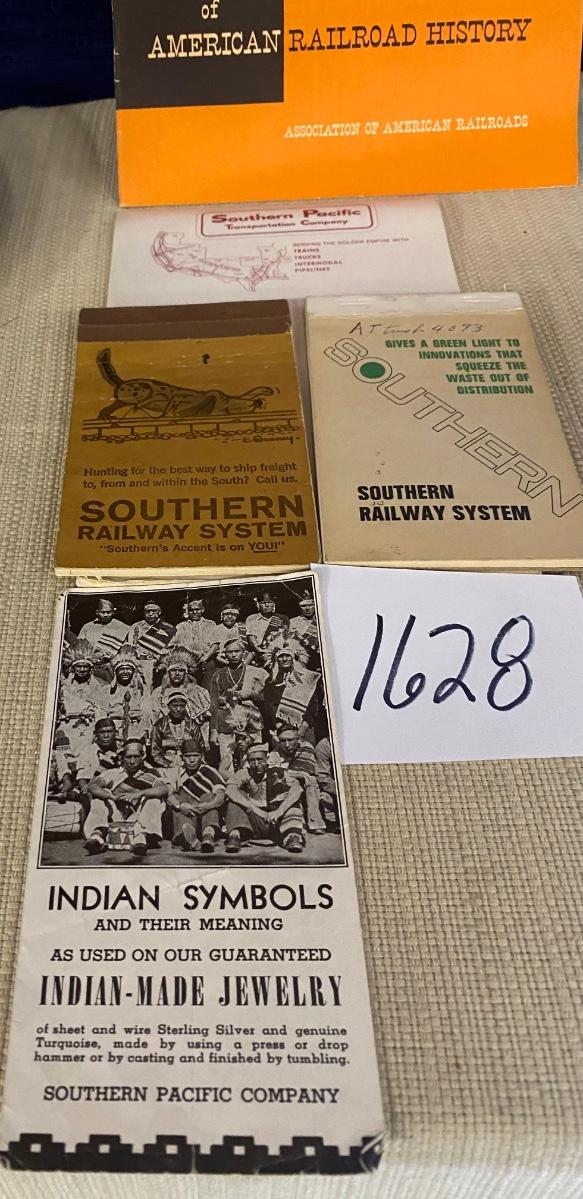 of
AMERICAN RAILROAD HISTORY
ASSOCIATION OF AMERICAN RAILROADS
Southern Pacific
Transportation Company
SERVING THE GOLDEN EMPIRE WITH
TRAINS
TRUCKS
INTERMODAL
PIPELINES
Hunting for the best way to ship freight
to, from and within the South? Call us.
SOUTHERN
RAILWAY SYSTEM
"Southern's Accent is on YOU!"
GIVES A GREEN LIGHT TO
INNOVATIONS THAT
SQUEEZE THE
WASTE OUT OF
DISTRIBUTION
SOUTHERN
SOUTHERN
RAILWAY SYSTEM
1628
INDIAN SYMBOLS
AND THEIR MEANING
AS USED ON OUR GUARANTEED
INDIAN-MADE JEWELRY
of sheet and wire Sterling Silver and genuine
Turquoise, made by using a press or drop
hammer or by casting and finished by tumbling.
SOUTHERN PACIFIC COMPANY